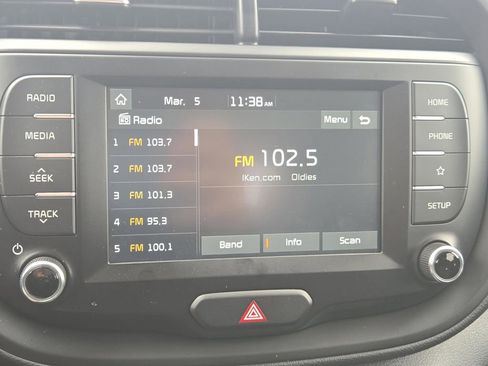 RADIO
MEDIA
SEEK
TRACK
Mar. 5 11:38 AM
Radio Menu
1 FM 103.7
2 FM 103.7
3 FM 101.3
4 FM 95.3
5 FM 100.1
FM 102.5
IKen.com Oldies
Band Info Scan
HOME
PHONE
SETUP